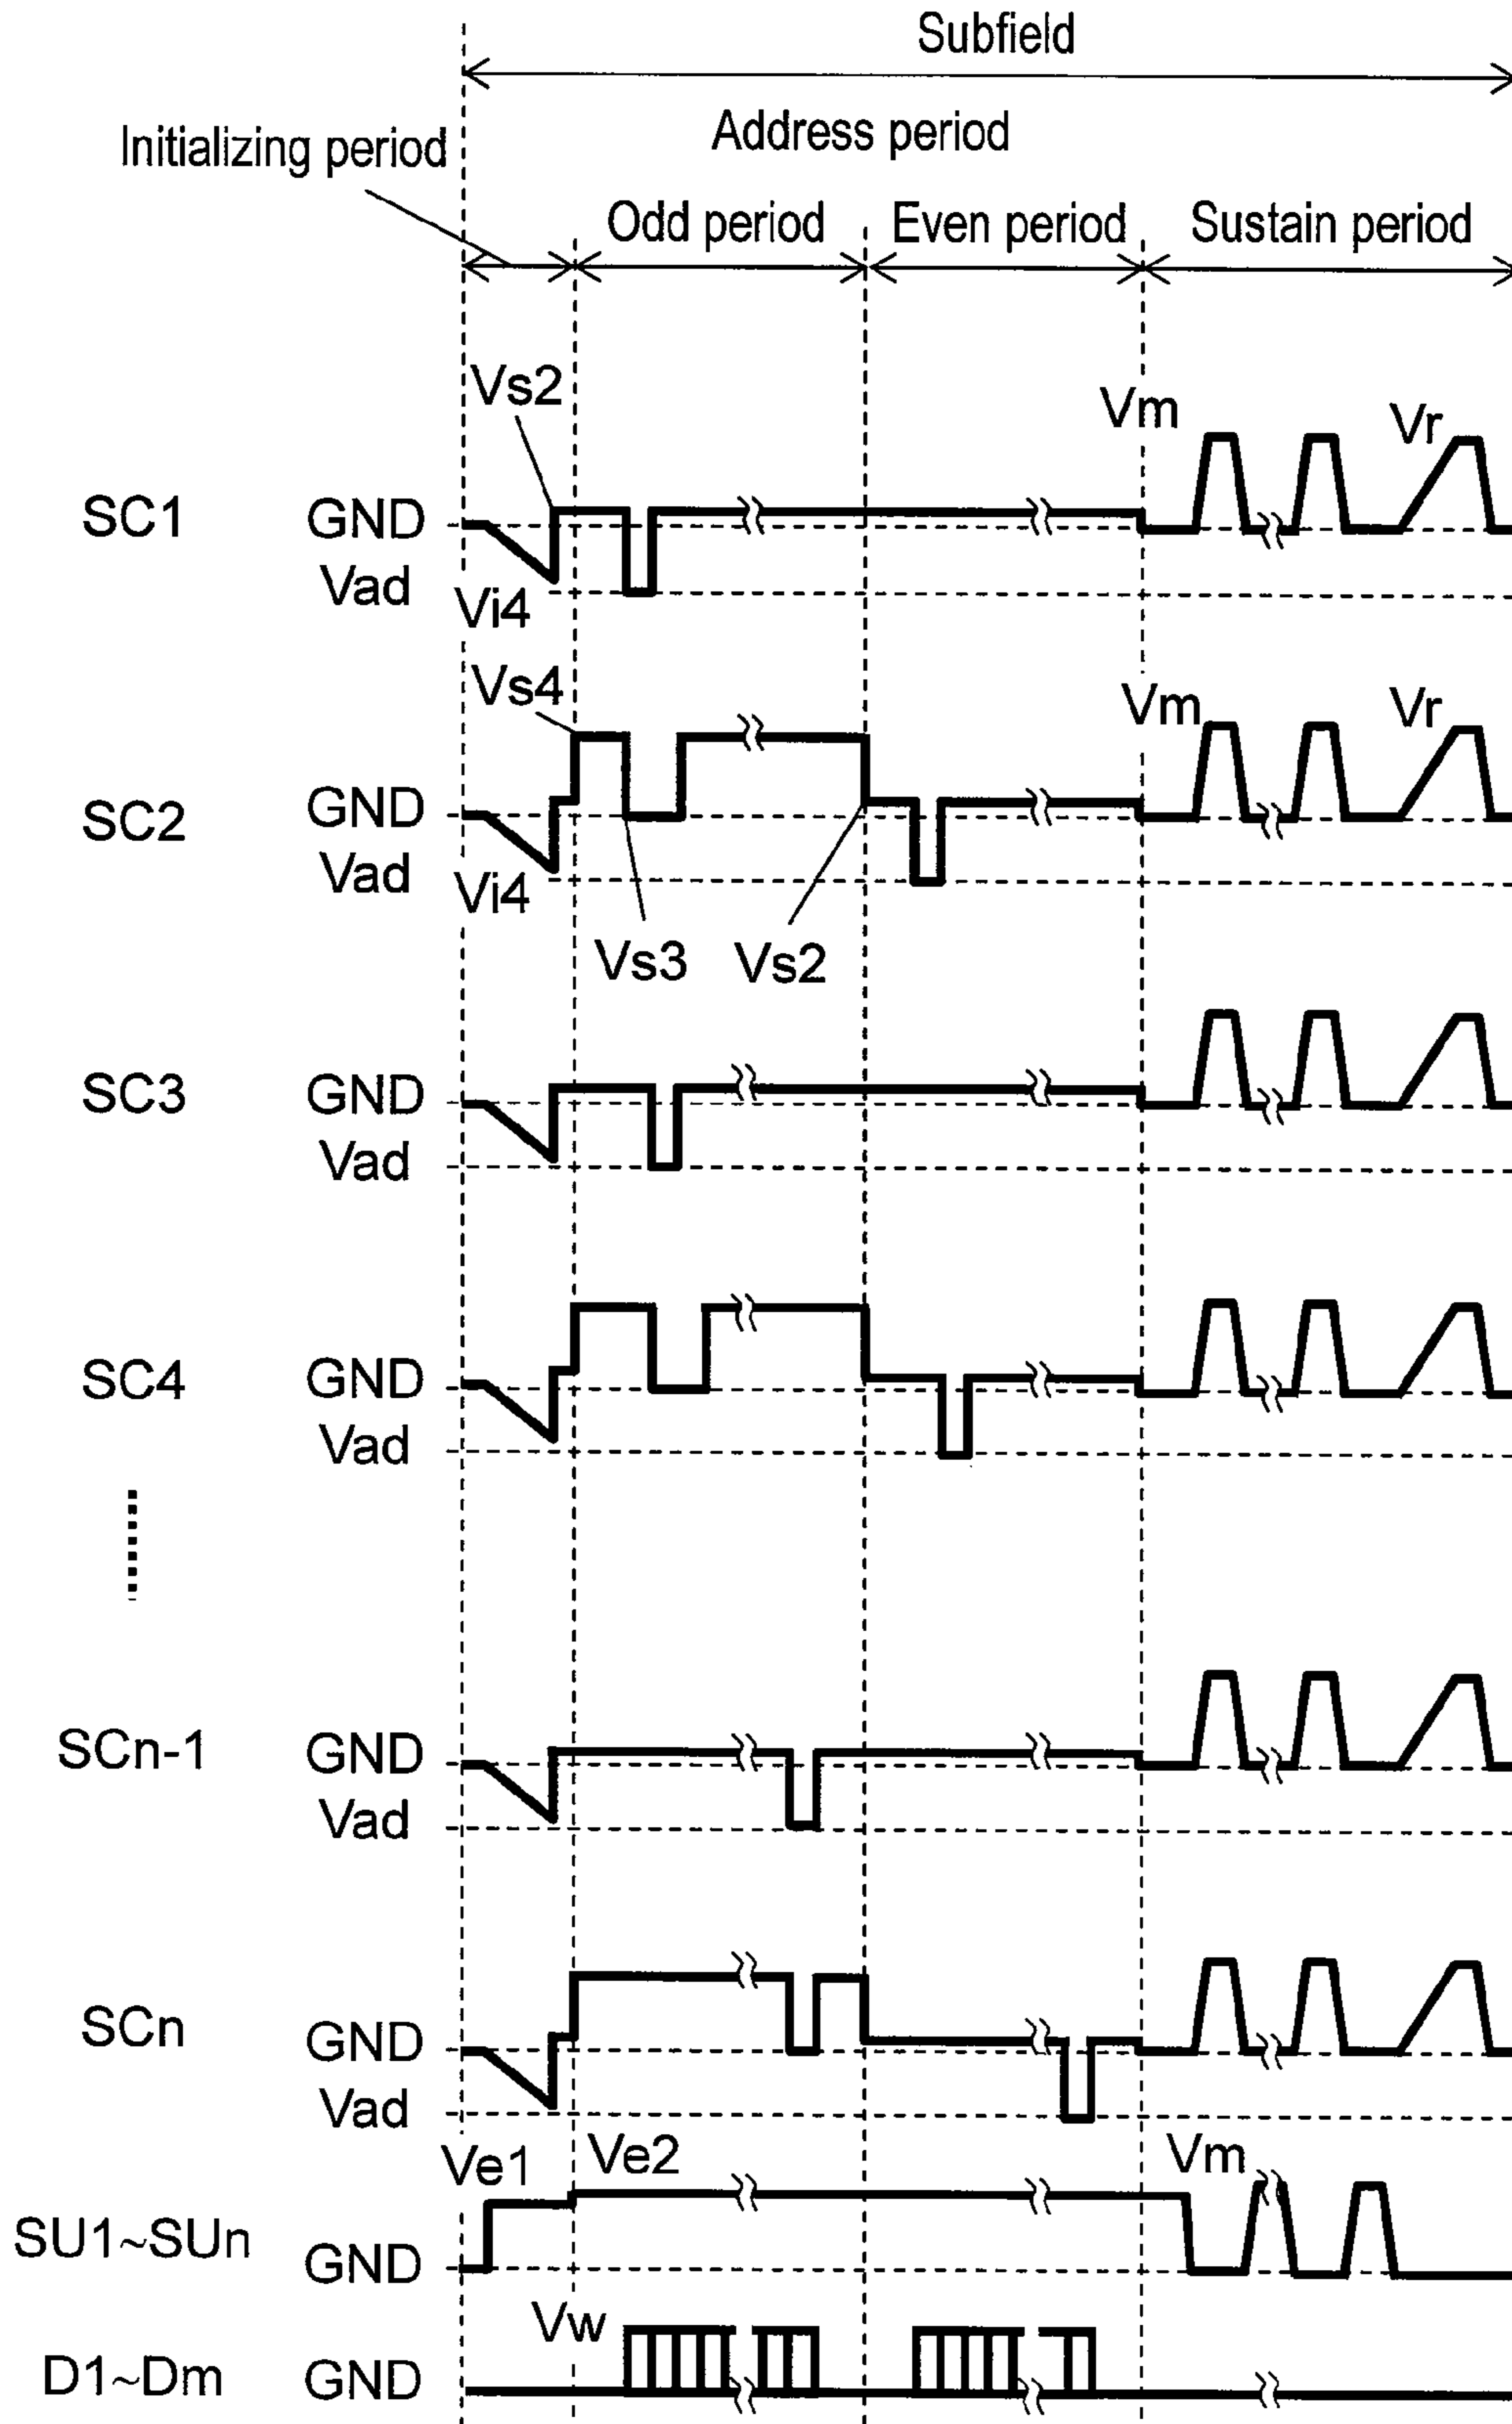 Subfield
Address period
Initializing period
Odd period Even period Sustain period
Vs2
Vm Vr
SC1 GND
Vad Vi4
Vs4
Vm Vr
SC2 GND
Vad Vi4
Vs3 Vs2
SC3 GND
Vad
SC4 GND
Vad
SCn-1 GND
Vad
SCn GND
Vad
Ve1 Ve2 Vm
SU1~SUn GND
Vw
D1~Dm GND